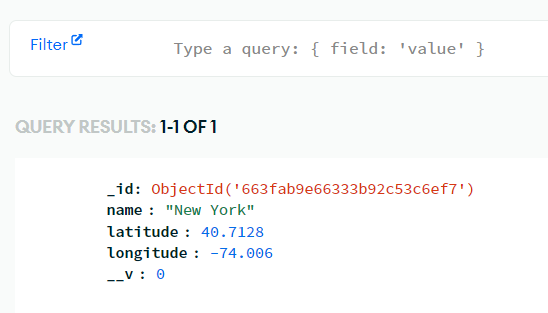 Filter
Type a query: { field: 'value' }
QUERY RESULTS: 1-1 OF 1
_id: ObjectId('663fab9e66333b92c53c6ef7')
name : "New York"
latitude : 40.7128
longitude : -74.006
__v : 0